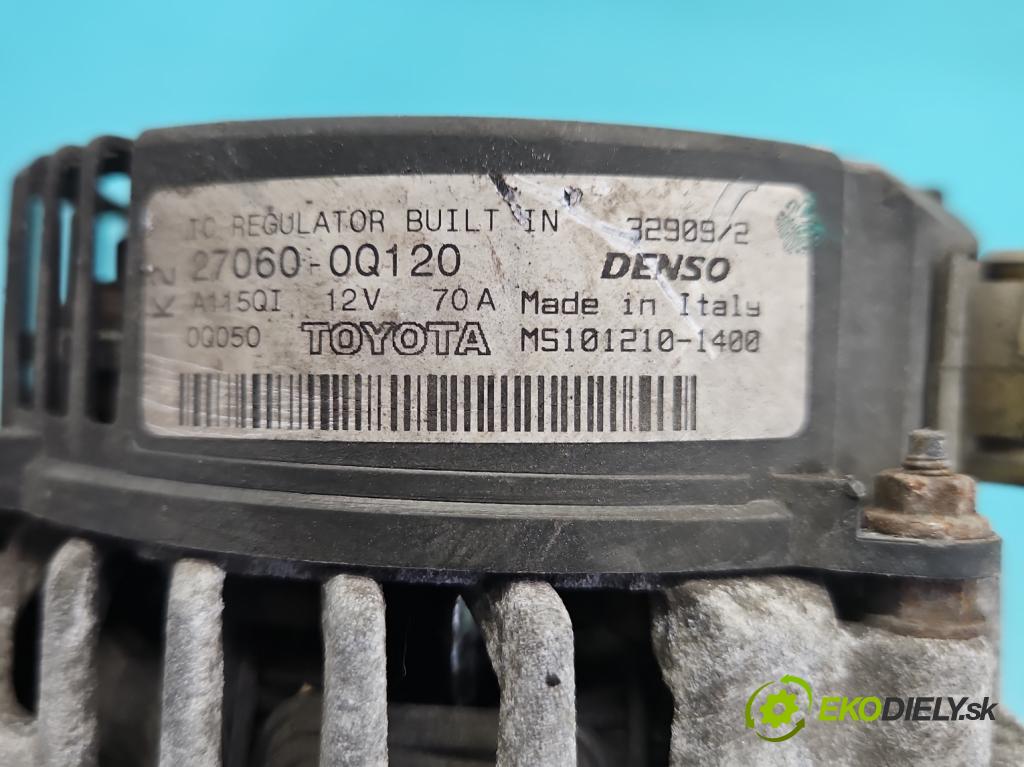 IC REGULATOR BUILT IN 32909/2
K2
27060-0Q120 DENSO
A115QI 12V 70A Made in Italy
0Q050 TOYOTA MS101210-1400
EKODIELY.sk